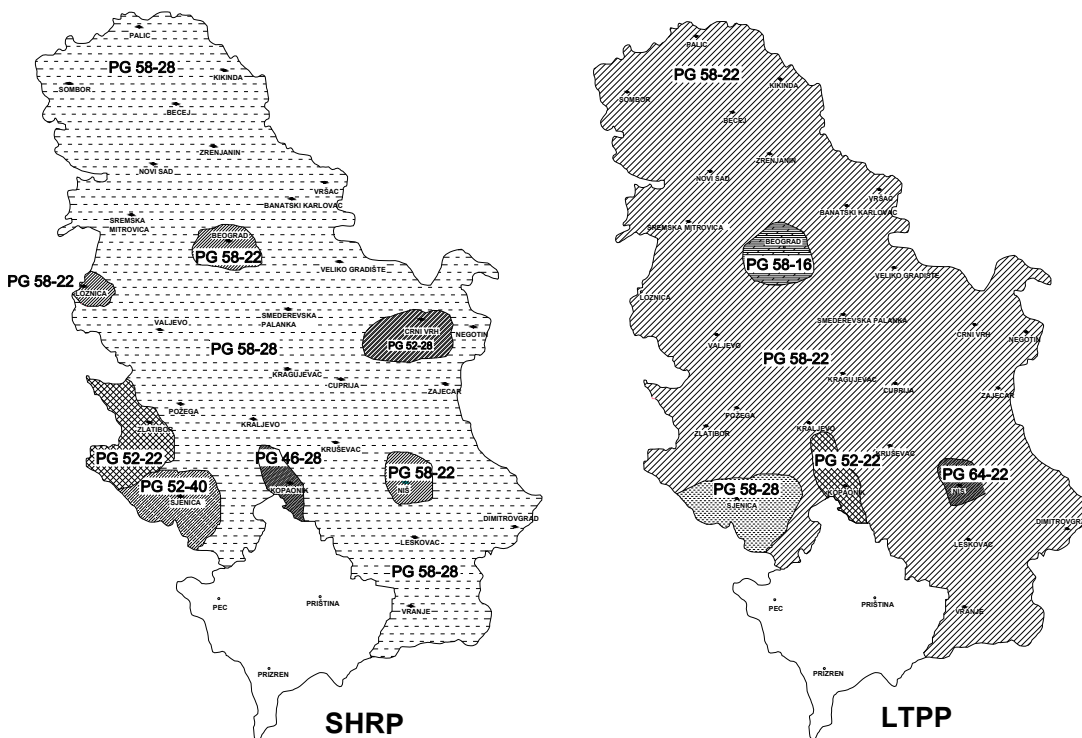 PALIC
PG 58-28
KIKINDA
SOMBOR
BECEJ
ZRENJANIN
NOVI SAD
VRŠAC
BANATSKI KARLOVAC
SREMSKA
MITROVICA
BEOGRAD
PG 58-22
VELIKO GRADIŠTE
PG 58-22
LOZNICA
SMEDEREVSKA
PALANKA
VALJEVO
CRNI VRH
NEGOTIN
PG 58-28
PG 52-28
KRAGUJEVAC
CUPRIJA
ZAJECAR
POŽEGA
ZLATIBOR
KRALJEVO
KRUŠEVAC
PG 52-22
PG 46-28
PG 58-22
PG 52-40
KOPAONIK
NIŠ
SJENICA
DIMITROVGRAD
LESKOVAC
PG 58-28
PEC
PRIŠTINA
VRANJE
PRIZREN
SHRP
PALIC
PG 58-22
KIKINDA
SOMBOR
BECEJ
ZRENJANIN
NOVI SAD
VRŠAC
BANATSKI KARLOVAC
SREMSKA MITROVICA
BEOGRAD
PG 58-16
VELIKO GRADIŠTE
LOZNICA
SMEDEREVSKA PALANKA
CRNI VRH
NEGOTIN
VALJEVO
PG 58-22
KRAGUJEVAC
CUPRIJA
ZAJECAR
POŽEGA
ZLATIBOR
KRALJEVO
KRUŠEVAC
PG 52-22
PG 64-22
PG 58-28
KOPAONIK
NIŠ
SJENICA
DIMITROVGRAD
LESKOVAC
PEC
PRIŠTINA
VRANJE
PRIZREN
LTPP